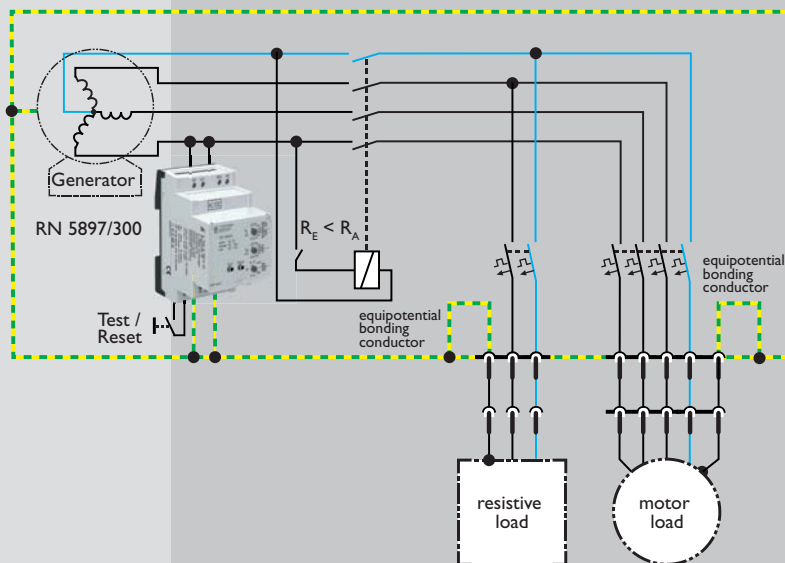 Generator
RN 5897/300
R_E < R_A
Test /
Reset
equipotential
bonding
conductor
equipotential
bonding
conductor
resistive
load
motor
load